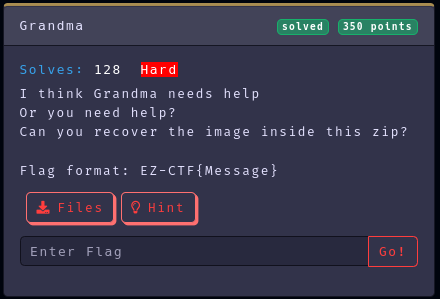 Grandma solved 350 points
Solves: 128 Hard
I think Grandma needs help
Or you need help?
Can you recover the image inside this zip?
Flag format: EZ-CTF{Message}
Files Hint
Enter Flag Go!